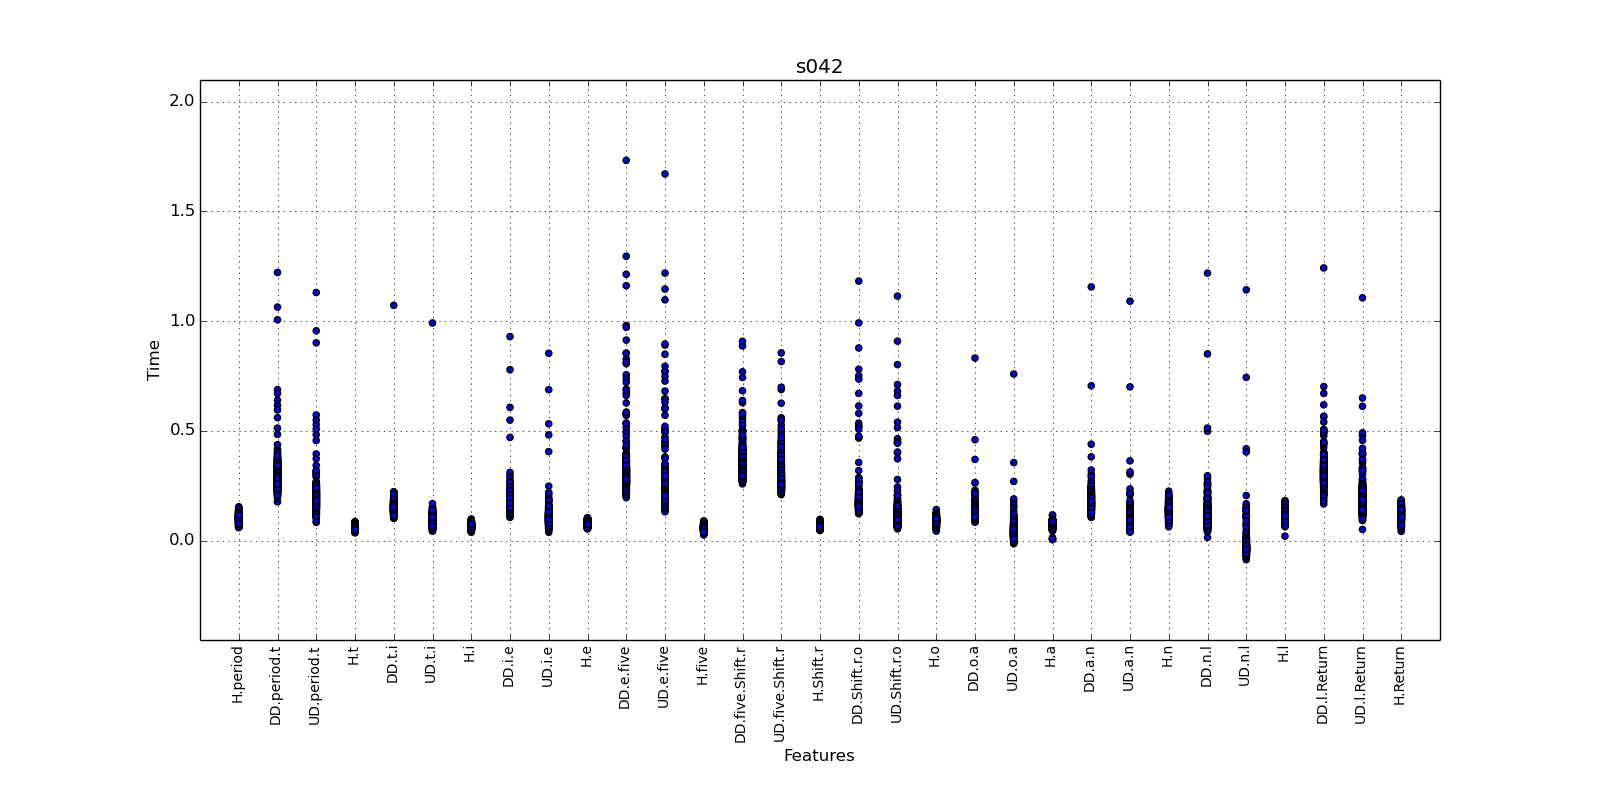 s042
2.0
1.5
1.0
0.5
0.0
Time
H.period
DD.period.t
UD.period.t
H.t
DD.t.i
UD.t.i
H.i
DD.i.e
UD.i.e
H.e
DD.e.five
UD.e.five
H.five
DD.five.Shift.r
UD.five.Shift.r
H.Shift.r
DD.Shift.r.o
UD.Shift.r.o
H.o
DD.o.a
UD.o.a
H.a
DD.a.n
UD.a.n
H.n
DD.n.l
UD.n.l
H.l
DD.l.Return
UD.l.Return
H.Return
Features